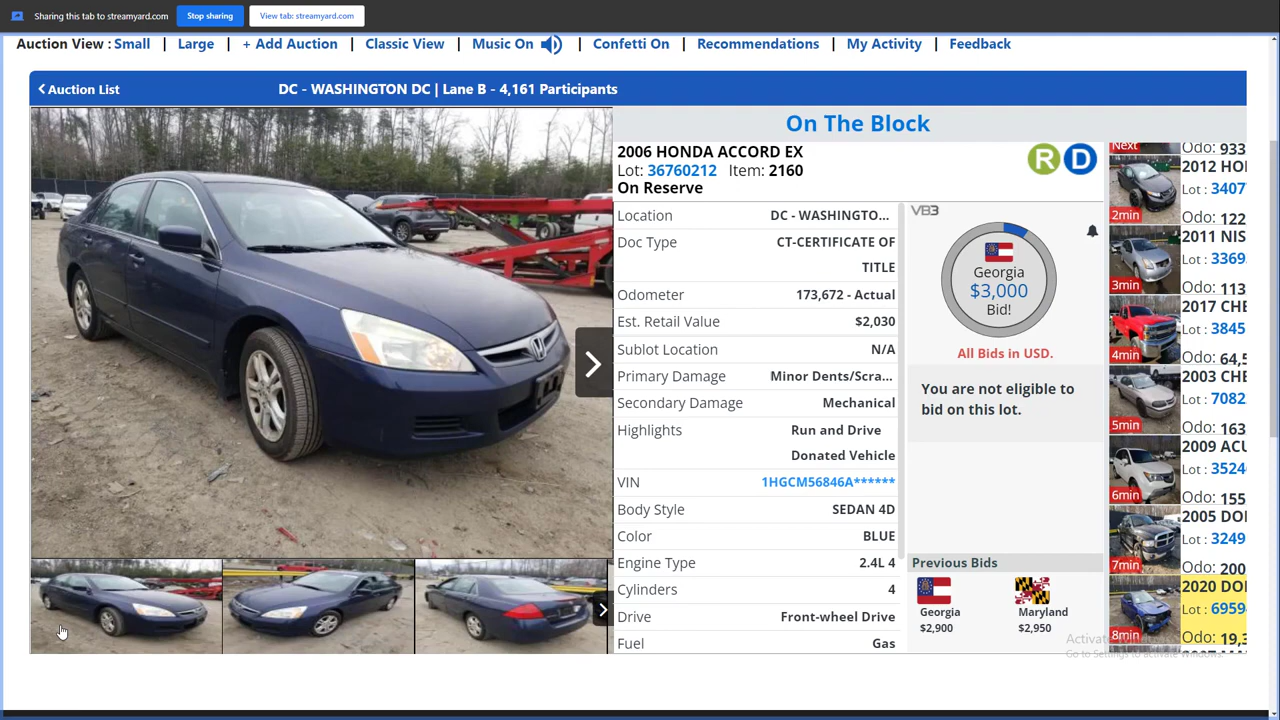 Sharing this tab to streamyard.com
Stop sharing
View tab: streamyard.com
Auction View : Small | Large | + Add Auction | Classic View | Music On | Confetti On | Recommendations | My Activity | Feedback
Auction List
DC - WASHINGTON DC | Lane B - 4,161 Participants
On The Block
2006 HONDA ACCORD EX
Lot: 36760212 Item: 2160
On Reserve
R
D
Location DC - WASHINGTO...
Doc Type CT-CERTIFICATE OF
TITLE
Odometer 173,672 - Actual
Est. Retail Value $2,030
Sublot Location N/A
Primary Damage Minor Dents/Scra...
Secondary Damage Mechanical
Highlights Run and Drive
Donated Vehicle
VIN 1HGCM56846A******
Body Style SEDAN 4D
Color BLUE
Engine Type 2.4L 4
Cylinders 4
Drive Front-wheel Drive
Fuel Gas
VB3
Georgia
$3,000
Bid!
All Bids in USD.
You are not eligible to
bid on this lot.
Previous Bids
Georgia
$2,900
Maryland
$2,950
Next
Odo: 933
2012 HO
Lot : 3407
2min
Odo: 122
2011 NIS
Lot : 3369
3min
Odo: 113
2017 CHE
Lot : 3845
4min
Odo: 64,5
2003 CHE
Lot : 7082
5min
Odo: 163
2009 ACU
Lot : 3524
6min
Odo: 155
2005 DO
Lot : 3249
7min
Odo: 200
2020 DO
Lot : 6959
8min
Odo: 19,3
Go to Settings to activate Windows.